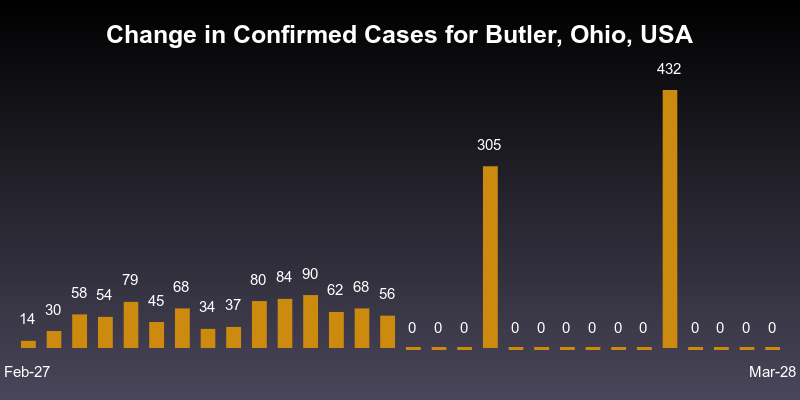 Change in Confirmed Cases for Butler, Ohio, USA
14 30 58 54 79 45 68 34 37 80 84 90 62 68 56 0 0 0 305 0 0 0 0 0 0 432 0 0 0 0
Feb-27 Mar-28